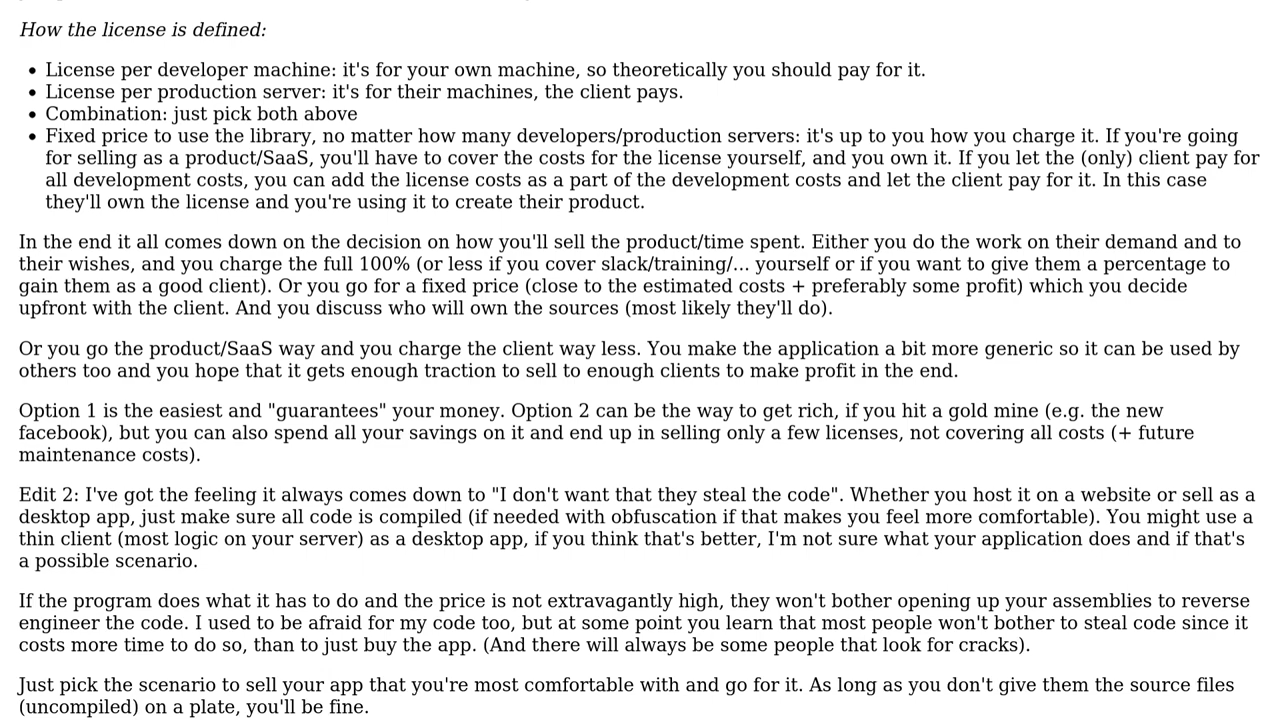 How the license is defined:
• License per developer machine: it's for your own machine, so theoretically you should pay for it.
• License per production server: it's for their machines, the client pays.
• Combination: just pick both above
• Fixed price to use the library, no matter how many developers/production servers: it's up to you how you charge it. If you're going
for selling as a product/SaaS, you'll have to cover the costs for the license yourself, and you own it. If you let the (only) client pay for
all development costs, you can add the license costs as a part of the development costs and let the client pay for it. In this case
they'll own the license and you're using it to create their product.
In the end it all comes down on the decision on how you'll sell the product/time spent. Either you do the work on their demand and to
their wishes, and you charge the full 100% (or less if you cover slack/training/... yourself or if you want to give them a percentage to
gain them as a good client). Or you go for a fixed price (close to the estimated costs + preferably some profit) which you decide
upfront with the client. And you discuss who will own the sources (most likely they'll do).
Or you go the product/SaaS way and you charge the client way less. You make the application a bit more generic so it can be used by
others too and you hope that it gets enough traction to sell to enough clients to make profit in the end.
Option 1 is the easiest and "guarantees" your money. Option 2 can be the way to get rich, if you hit a gold mine (e.g. the new
facebook), but you can also spend all your savings on it and end up in selling only a few licenses, not covering all costs (+ future
maintenance costs).
Edit 2: I've got the feeling it always comes down to "I don't want that they steal the code". Whether you host it on a website or sell as a
desktop app, just make sure all code is compiled (if needed with obfuscation if that makes you feel more comfortable). You might use a
thin client (most logic on your server) as a desktop app, if you think that's better, I'm not sure what your application does and if that's
a possible scenario.
If the program does what it has to do and the price is not extravagantly high, they won't bother opening up your assemblies to reverse
engineer the code. I used to be afraid for my code too, but at some point you learn that most people won't bother to steal code since it
costs more time to do so, than to just buy the app. (And there will always be some people that look for cracks).
Just pick the scenario to sell your app that you're most comfortable with and go for it. As long as you don't give them the source files
(uncompiled) on a plate, you'll be fine.